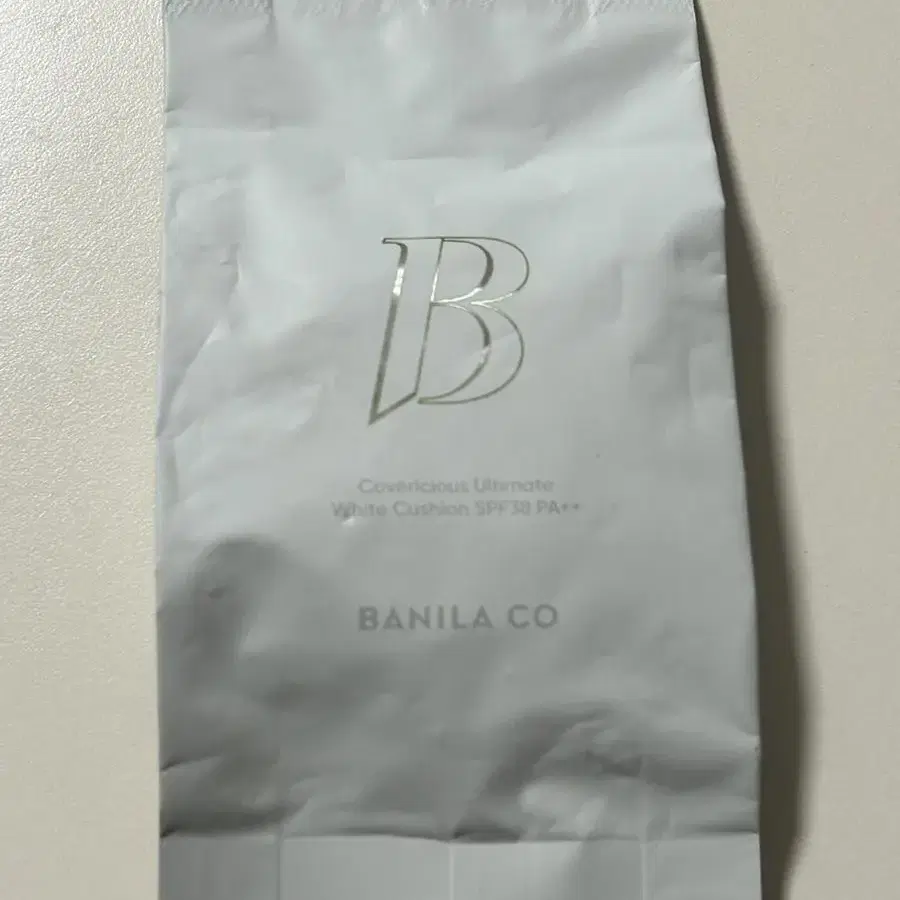 B
Covericious Ultimate
White Cushion SPF38 PA++
BANILA CO